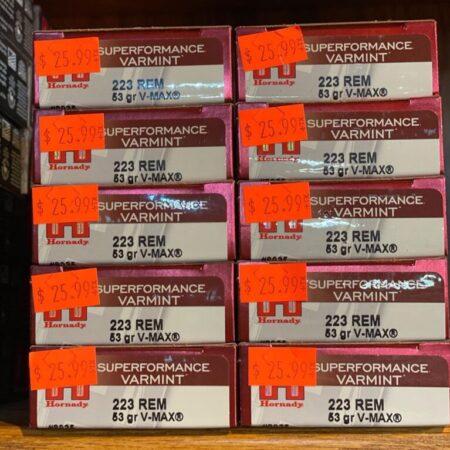 $ 25.99
SUPERFORMANCE
VARMINT
H
Hornady
223 REM
53 gr V-MAX®
$ 25.99
SUPERFORMANCE
VARMINT
H
Hornady
223 REM
53 gr V-MAX®
$ 25.99
SUPERFORMANCE
VARMINT
H
Hornady
223 REM
53 gr V-MAX®
$ 25.99
SUPERFORMANCE
VARMINT
H
Hornady
223 REM
53 gr V-MAX®
$ 25.99
SUPERFORMANCE
VARMINT
H
Hornady
223 REM
53 gr V-MAX®
$ 25.99
SUPERFORMANCE
VARMINT
H
Hornady
223 REM
53 gr V-MAX®
$ 25.99
SUPERFORMANCE
VARMINT
H
Hornady
223 REM
53 gr V-MAX®
$ 25.99
SUPERFORMANCE
VARMINT
H
Hornady
223 REM
53 gr V-MAX®
$ 25.99
SUPERFORMANCE
VARMINT
H
Hornady
223 REM
53 gr V-MAX®
$ 25.99
SUPERFORMANCE
VARMINT
H
Hornady
223 REM
53 gr V-MAX®